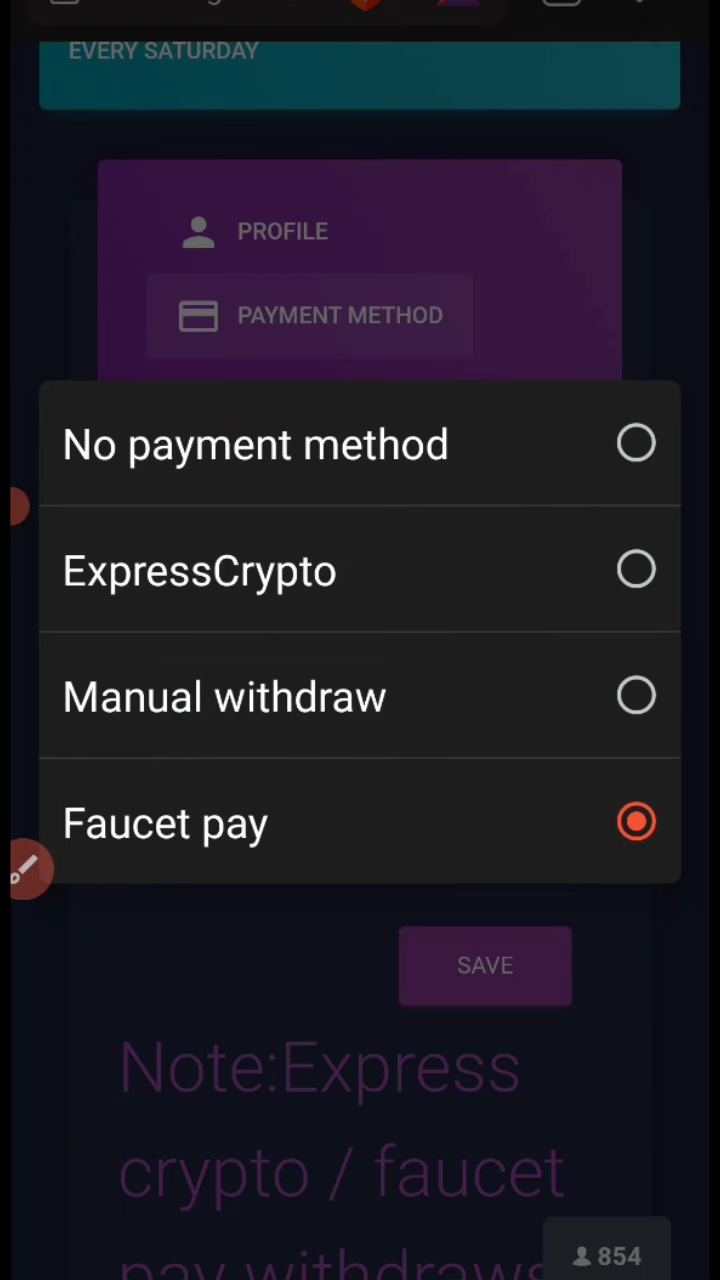 EVERY SATURDAY
PROFILE
PAYMENT METHOD
No payment method
ExpressCrypto
Manual withdraw
Faucet pay
SAVE
Note:Express
crypto / faucet
pay withdraws
854